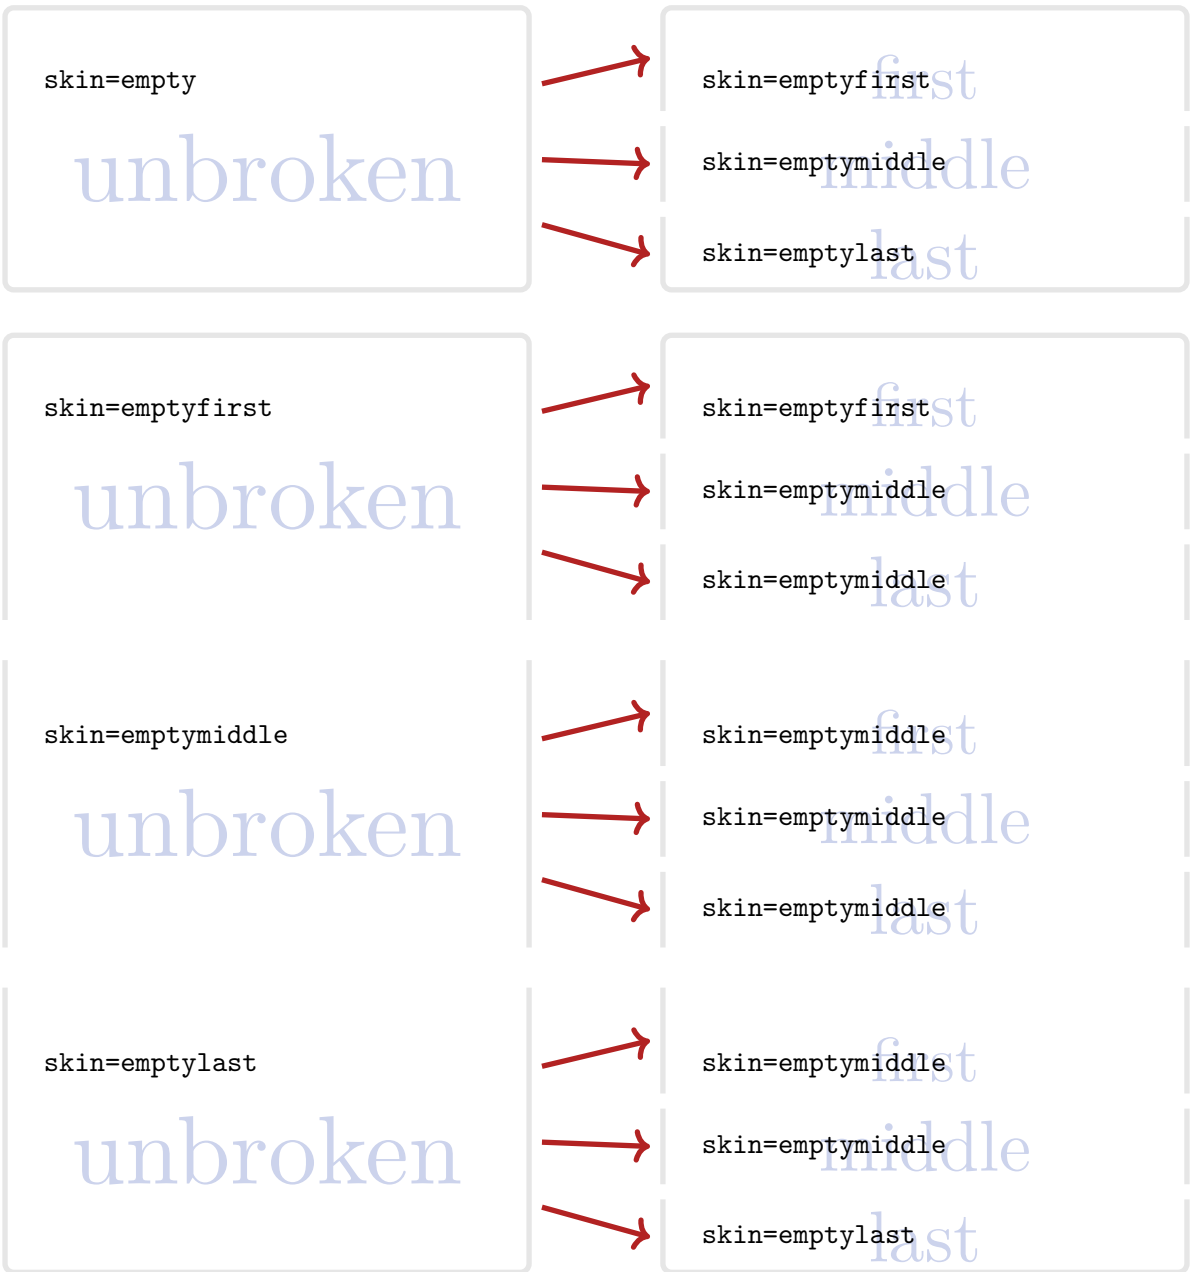 skin=empty
unbroken
skin=emptyfirst
first
skin=emptymiddle
middle
skin=emptylast
last
skin=emptyfirst
unbroken
skin=emptyfirst
first
skin=emptymiddle
middle
skin=emptymiddle
last
skin=emptymiddle
unbroken
skin=emptymiddle
first
skin=emptymiddle
middle
skin=emptymiddle
last
skin=emptylast
unbroken
skin=emptymiddle
first
skin=emptymiddle
middle
skin=emptylast
last